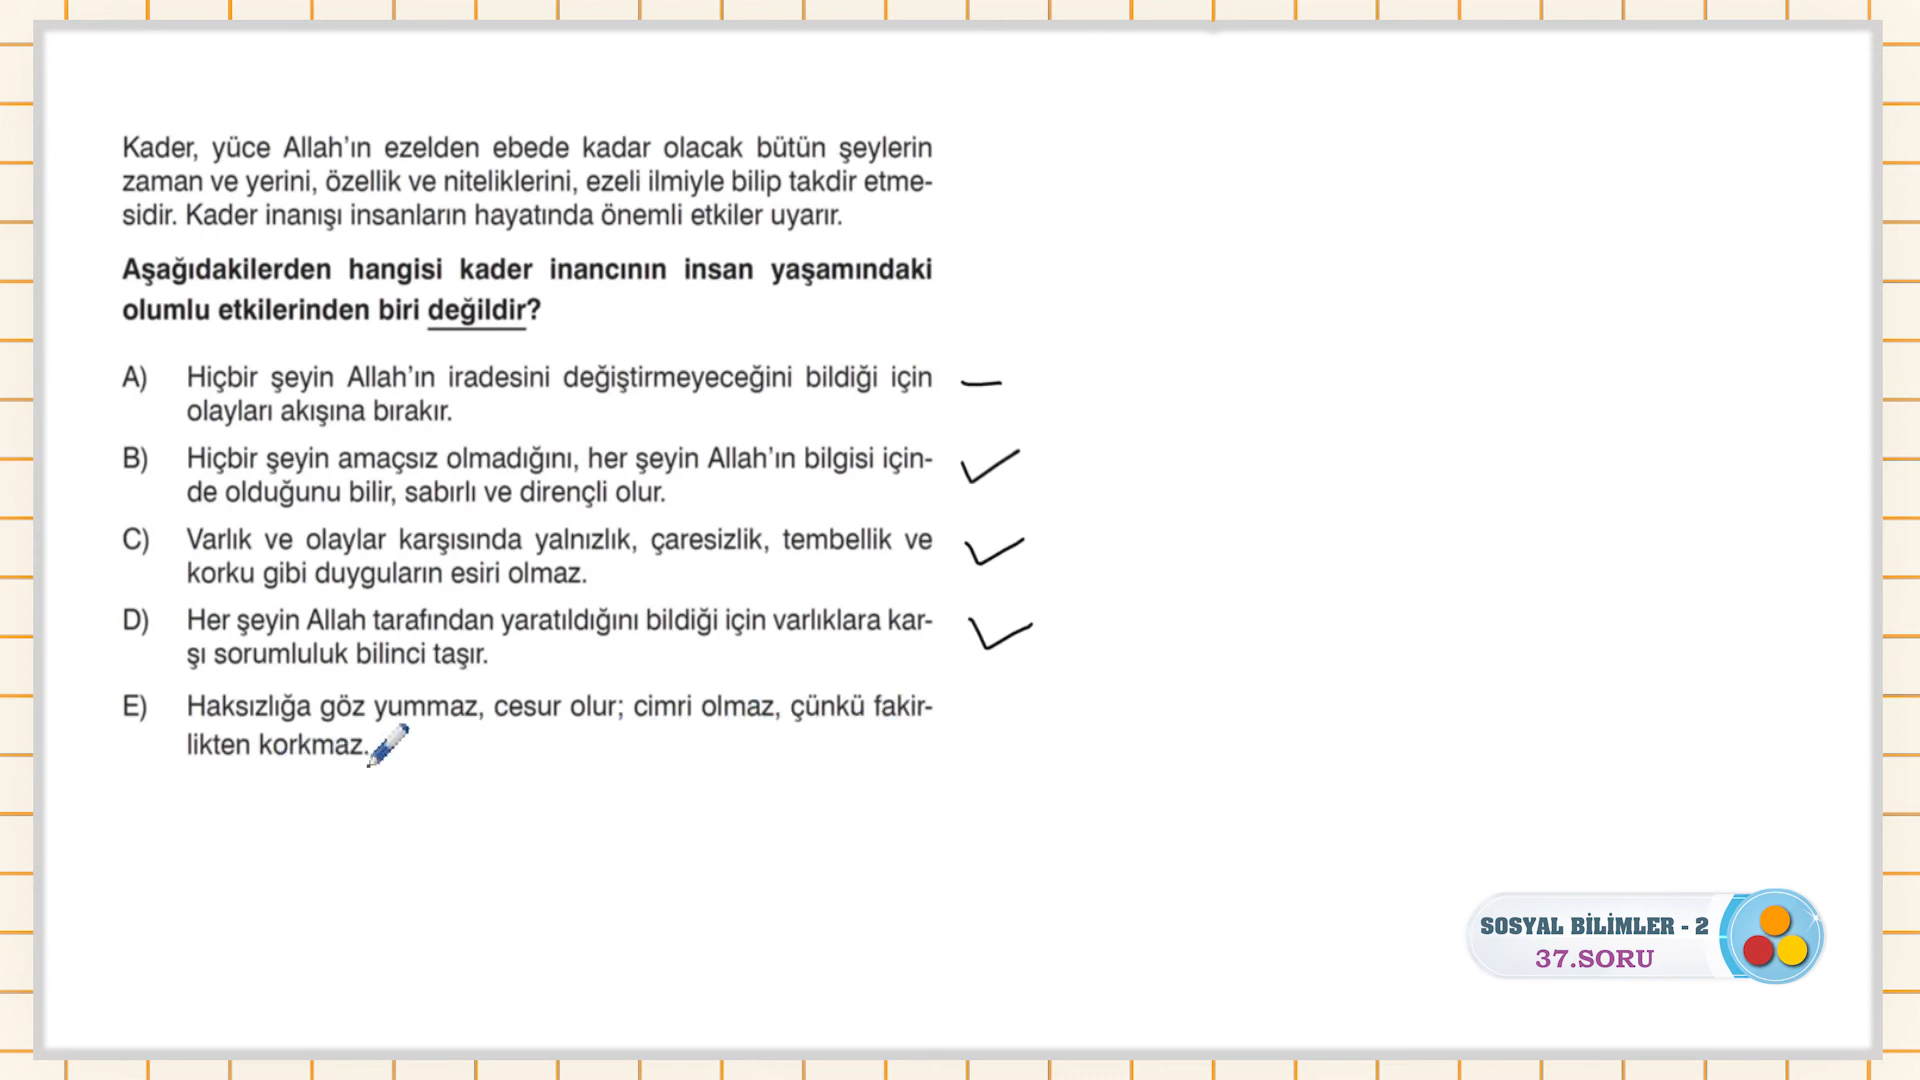 Kader, yüce Allah’ın ezelden ebede kadar olacak bütün şeylerin
zaman ve yerini, özellik ve niteliklerini, ezeli ilmiyle bilip takdir etme-
sidir. Kader inanışı insanların hayatında önemli etkiler uyarır.
Aşağıdakilerden hangisi kader inancının insan yaşamındaki
olumlu etkilerinden biri değildir?
A) Hiçbir şeyin Allah’ın iradesini değiştirmeyeceğini bildiği için
olayları akışına bırakır.
B) Hiçbir şeyin amaçsız olmadığını, her şeyin Allah’ın bilgisi için-
de olduğunu bilir, sabırlı ve dirençli olur.
C) Varlık ve olaylar karşısında yalnızlık, çaresizlik, tembellik ve
korku gibi duyguların esiri olmaz.
D) Her şeyin Allah tarafından yaratıldığını bildiği için varlıklara kar-
şı sorumluluk bilinci taşır.
E) Haksızlığa göz yummaz, cesur olur; cimri olmaz, çünkü fakir-
likten korkmaz.
SOSYAL BİLİMLER - 2
37.SORU